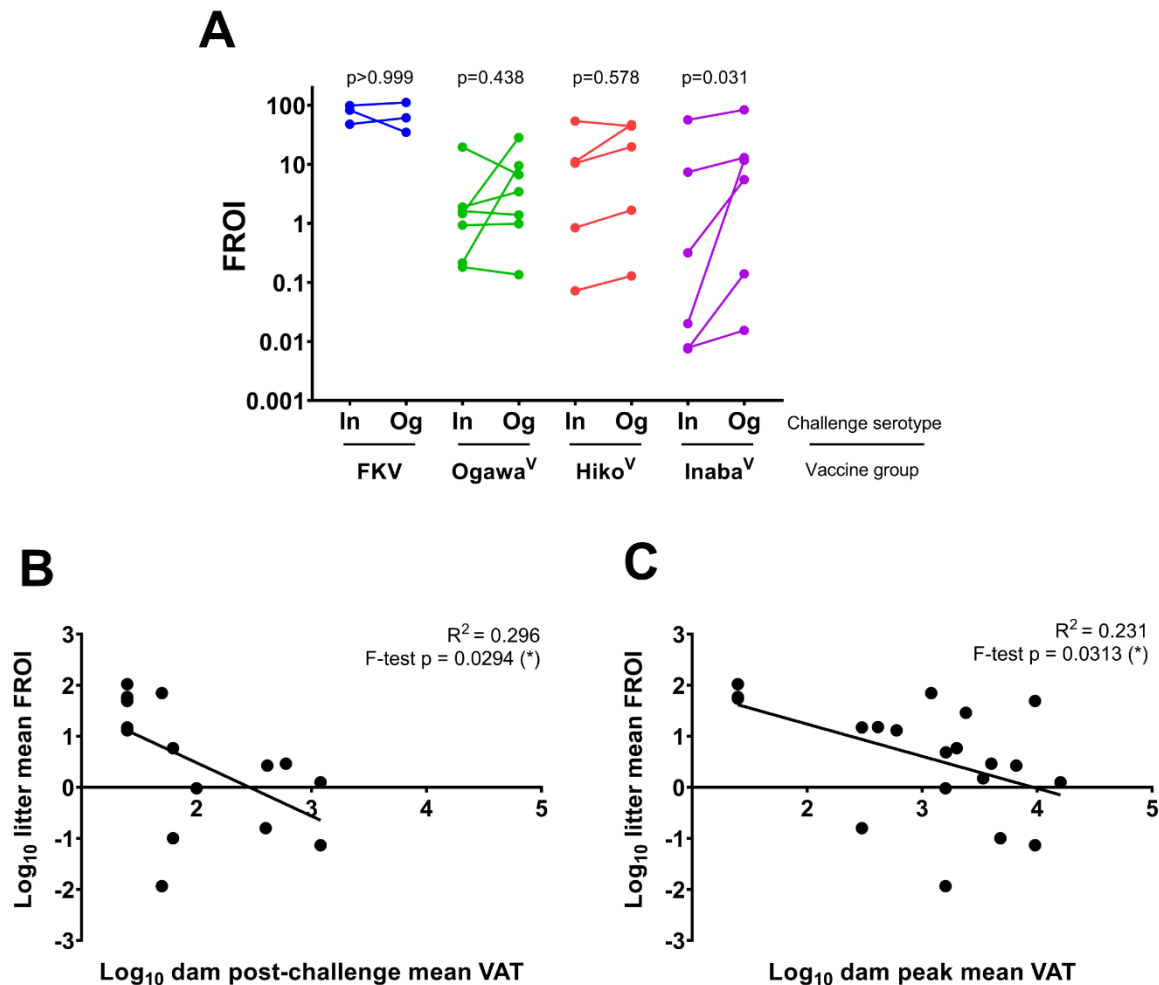 A
p>0.999 p=0.438 p=0.578 p=0.031
FROI
100
10
1
0.1
0.01
0.001
In Og In Og In Og In Og Challenge serotype
FKV Ogawaⱽ Hikoⱽ Inabaⱽ Vaccine group
B
R² = 0.296
F-test p = 0.0294 (*)
Log₁₀ litter mean FROI
3
2
1
0
-1
-2
-3
2 3 4 5
Log₁₀ dam post-challenge mean VAT
C
R² = 0.231
F-test p = 0.0313 (*)
Log₁₀ litter mean FROI
3
2
1
0
-1
-2
-3
2 3 4 5
Log₁₀ dam peak mean VAT